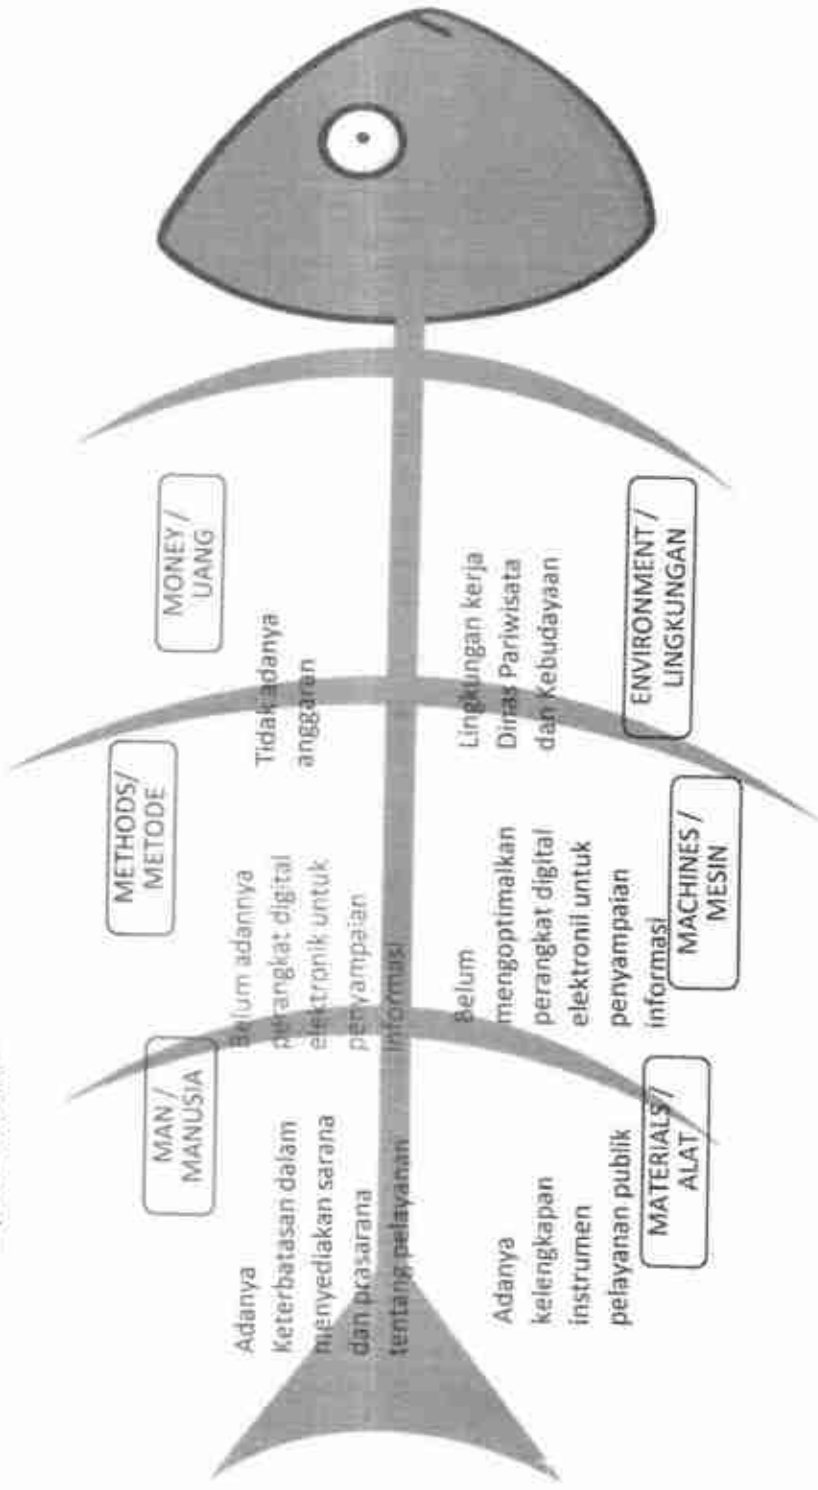 MAN /
MANUSIA
Adanya
Keterbatasan dalam
menyediakan sarana
dan prasarana
tentang pelayanan
METHODS/
METODE
Belum adannya
perangkat digital
elektronik untuk
penyampaian
informasi
MONEY /
UANG
Tidak adanya
anggaran
Adanya
kelengkapan
instrumen
pelayanan publik
MATERIALS /
ALAT
Belum
mengoptimalkan
perangkat digital
elektronil untuk
penyampaian
informasi
MACHINES /
MESIN
Lingkungan kerja
Dinas Pariwisata
dan Kebudayaan
ENVIRONMENT /
LINGKUNGAN